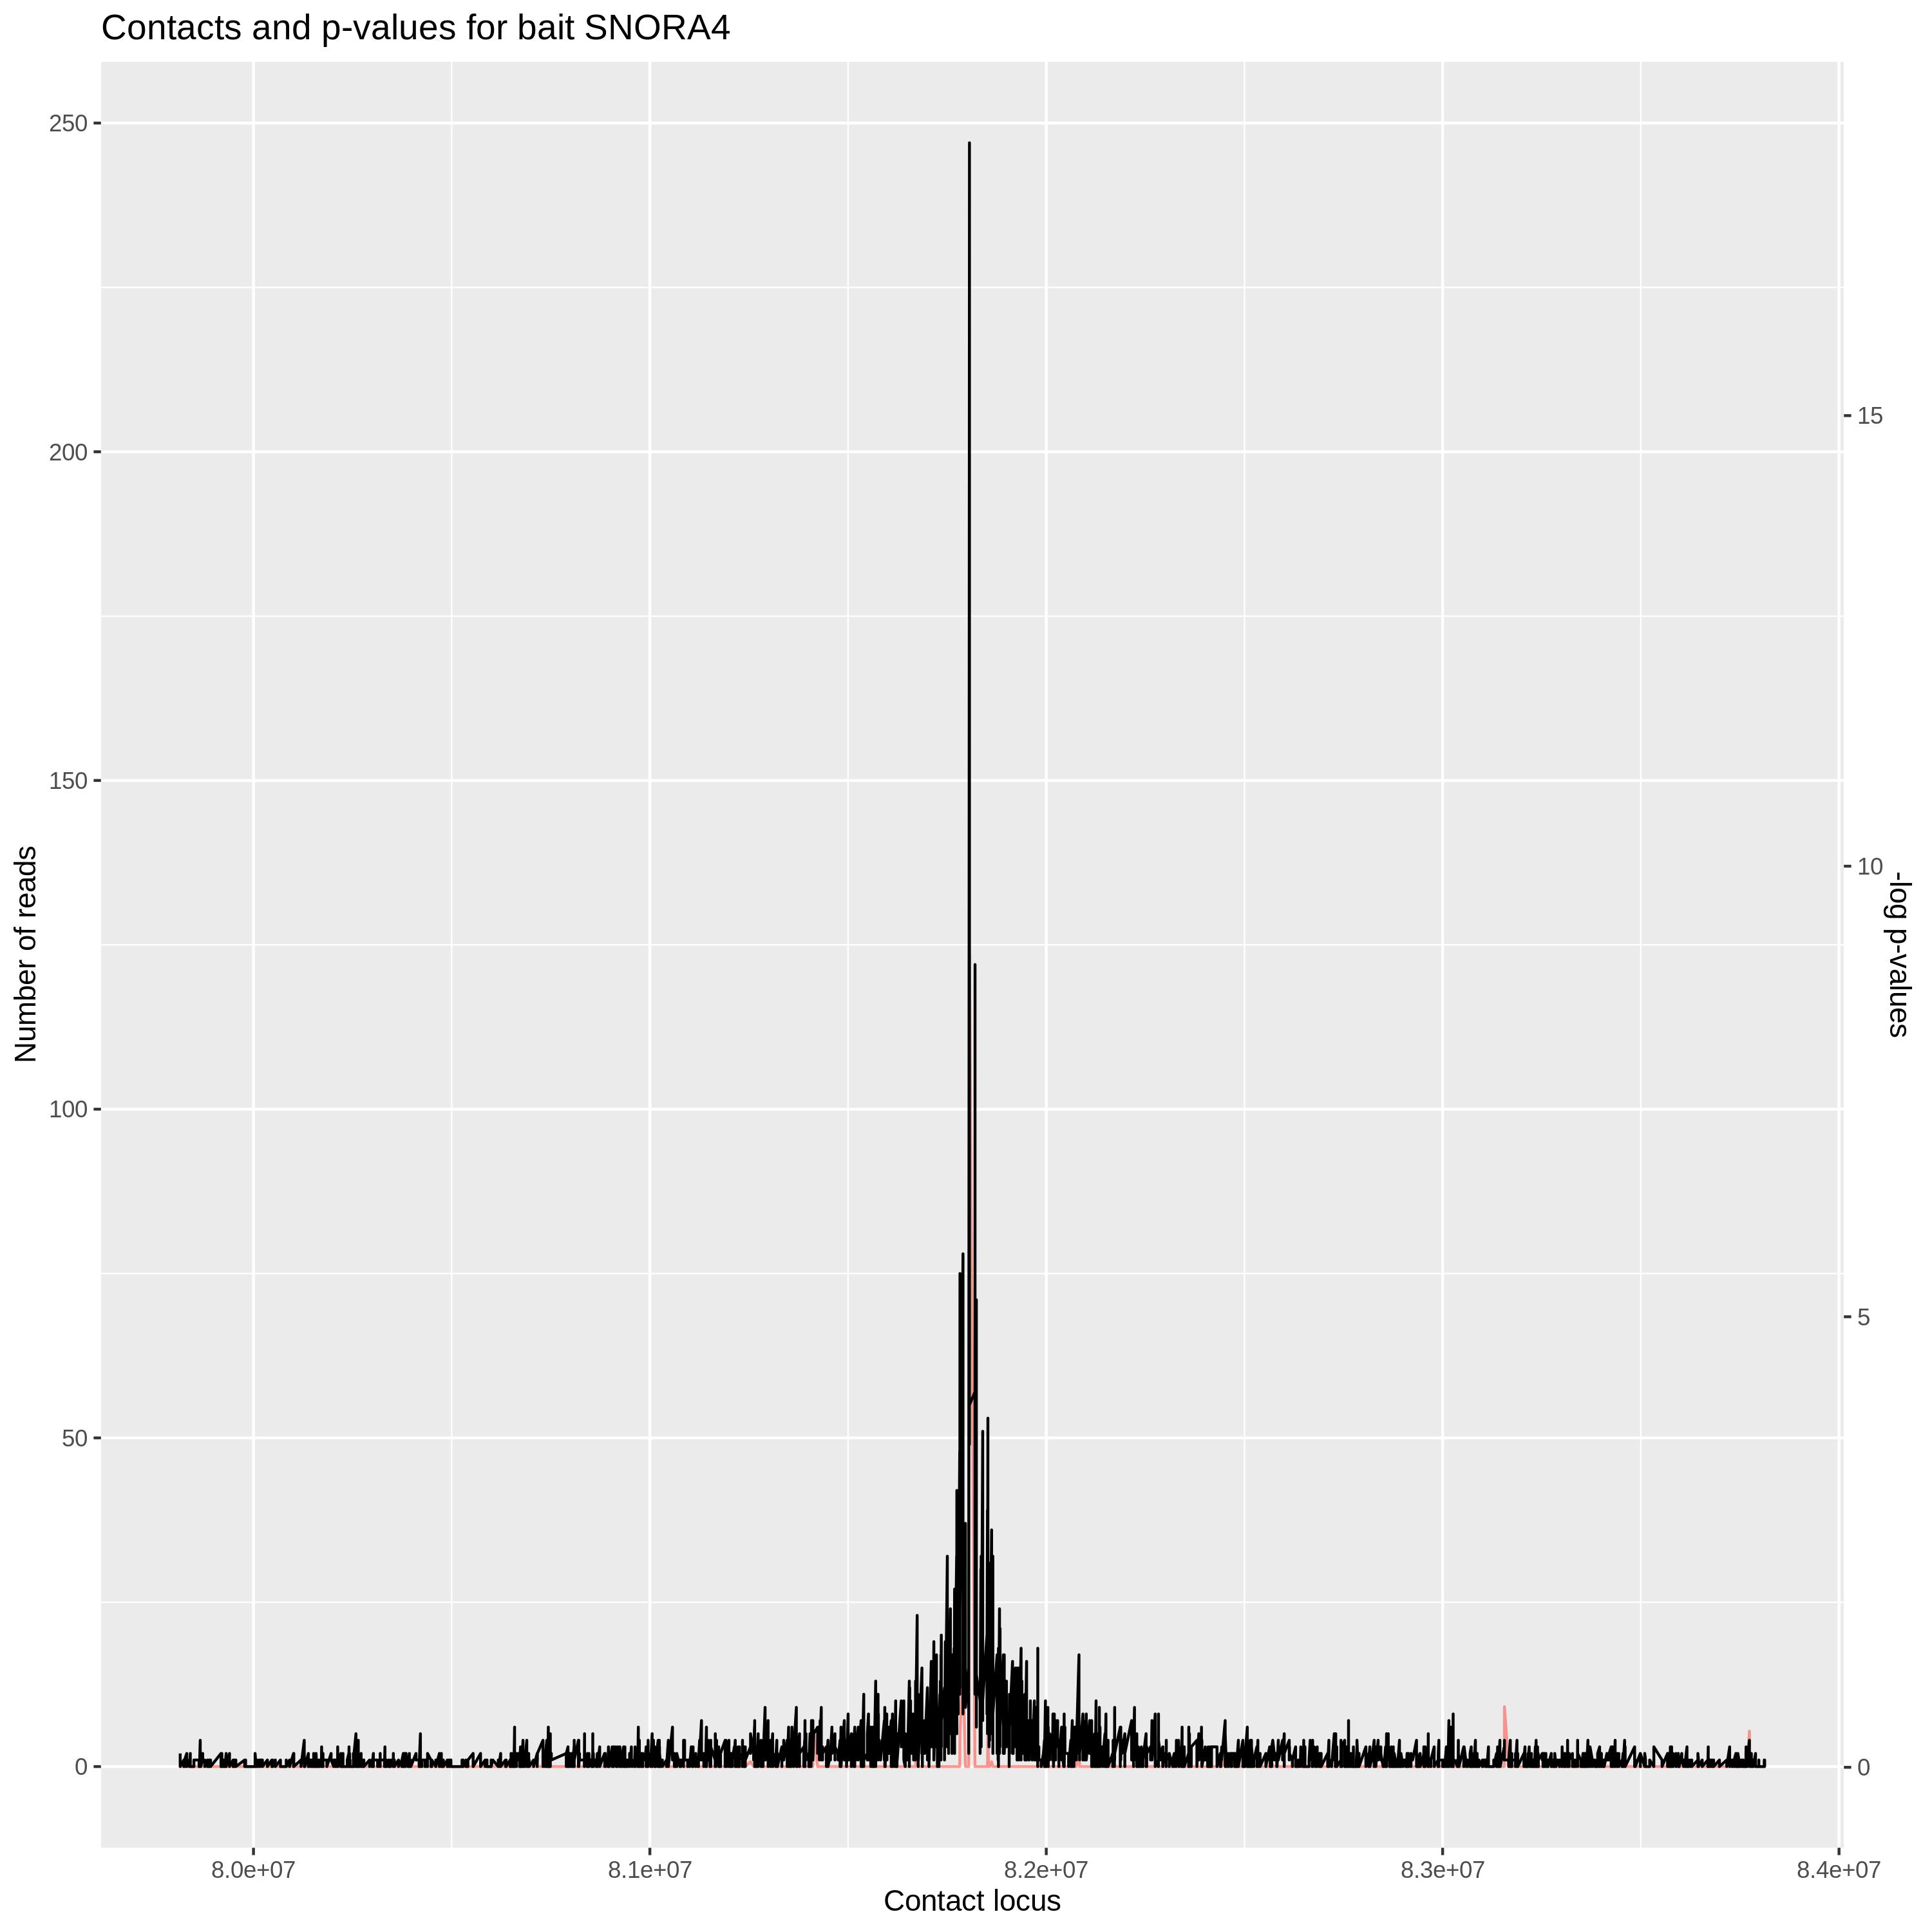 Contacts and p-values for bait SNORA4
250
200
150
100
50
0
Number of reads
15
10
5
0
-log p-values
8.0e+07
8.1e+07
8.2e+07
8.3e+07
8.4e+07
Contact locus